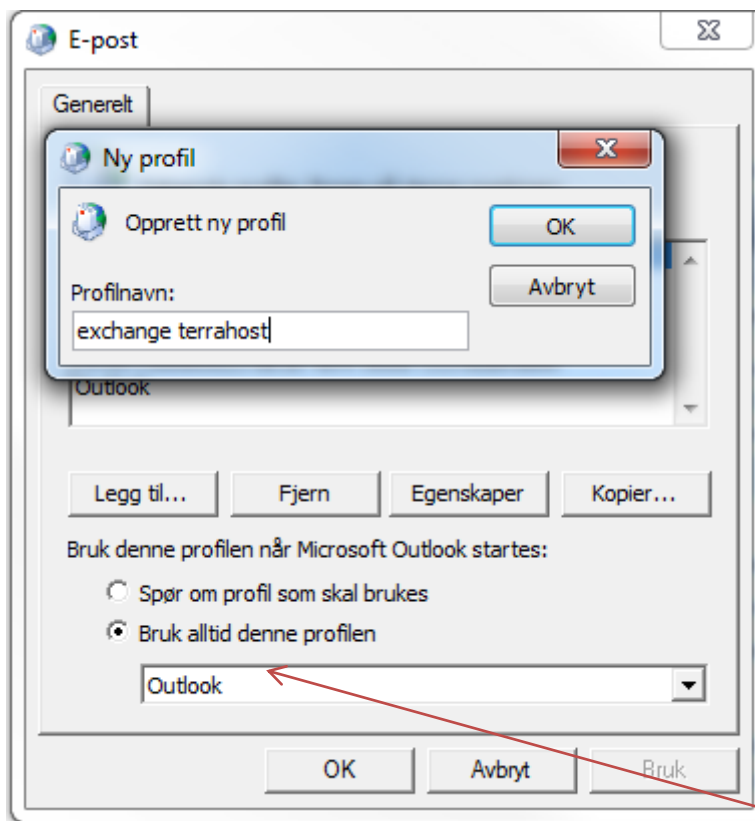 E-post
Generelt
Ny profil
Opprett ny profil
OK
Avbryt
Profilnavn:
exchange terrahost
Outlook
Legg til...
Fjern
Egenskaper
Kopier...
Bruk denne profilen når Microsoft Outlook startes:
Spør om profil som skal brukes
Bruk alltid denne profilen
Outlook
OK
Avbryt
Bruk